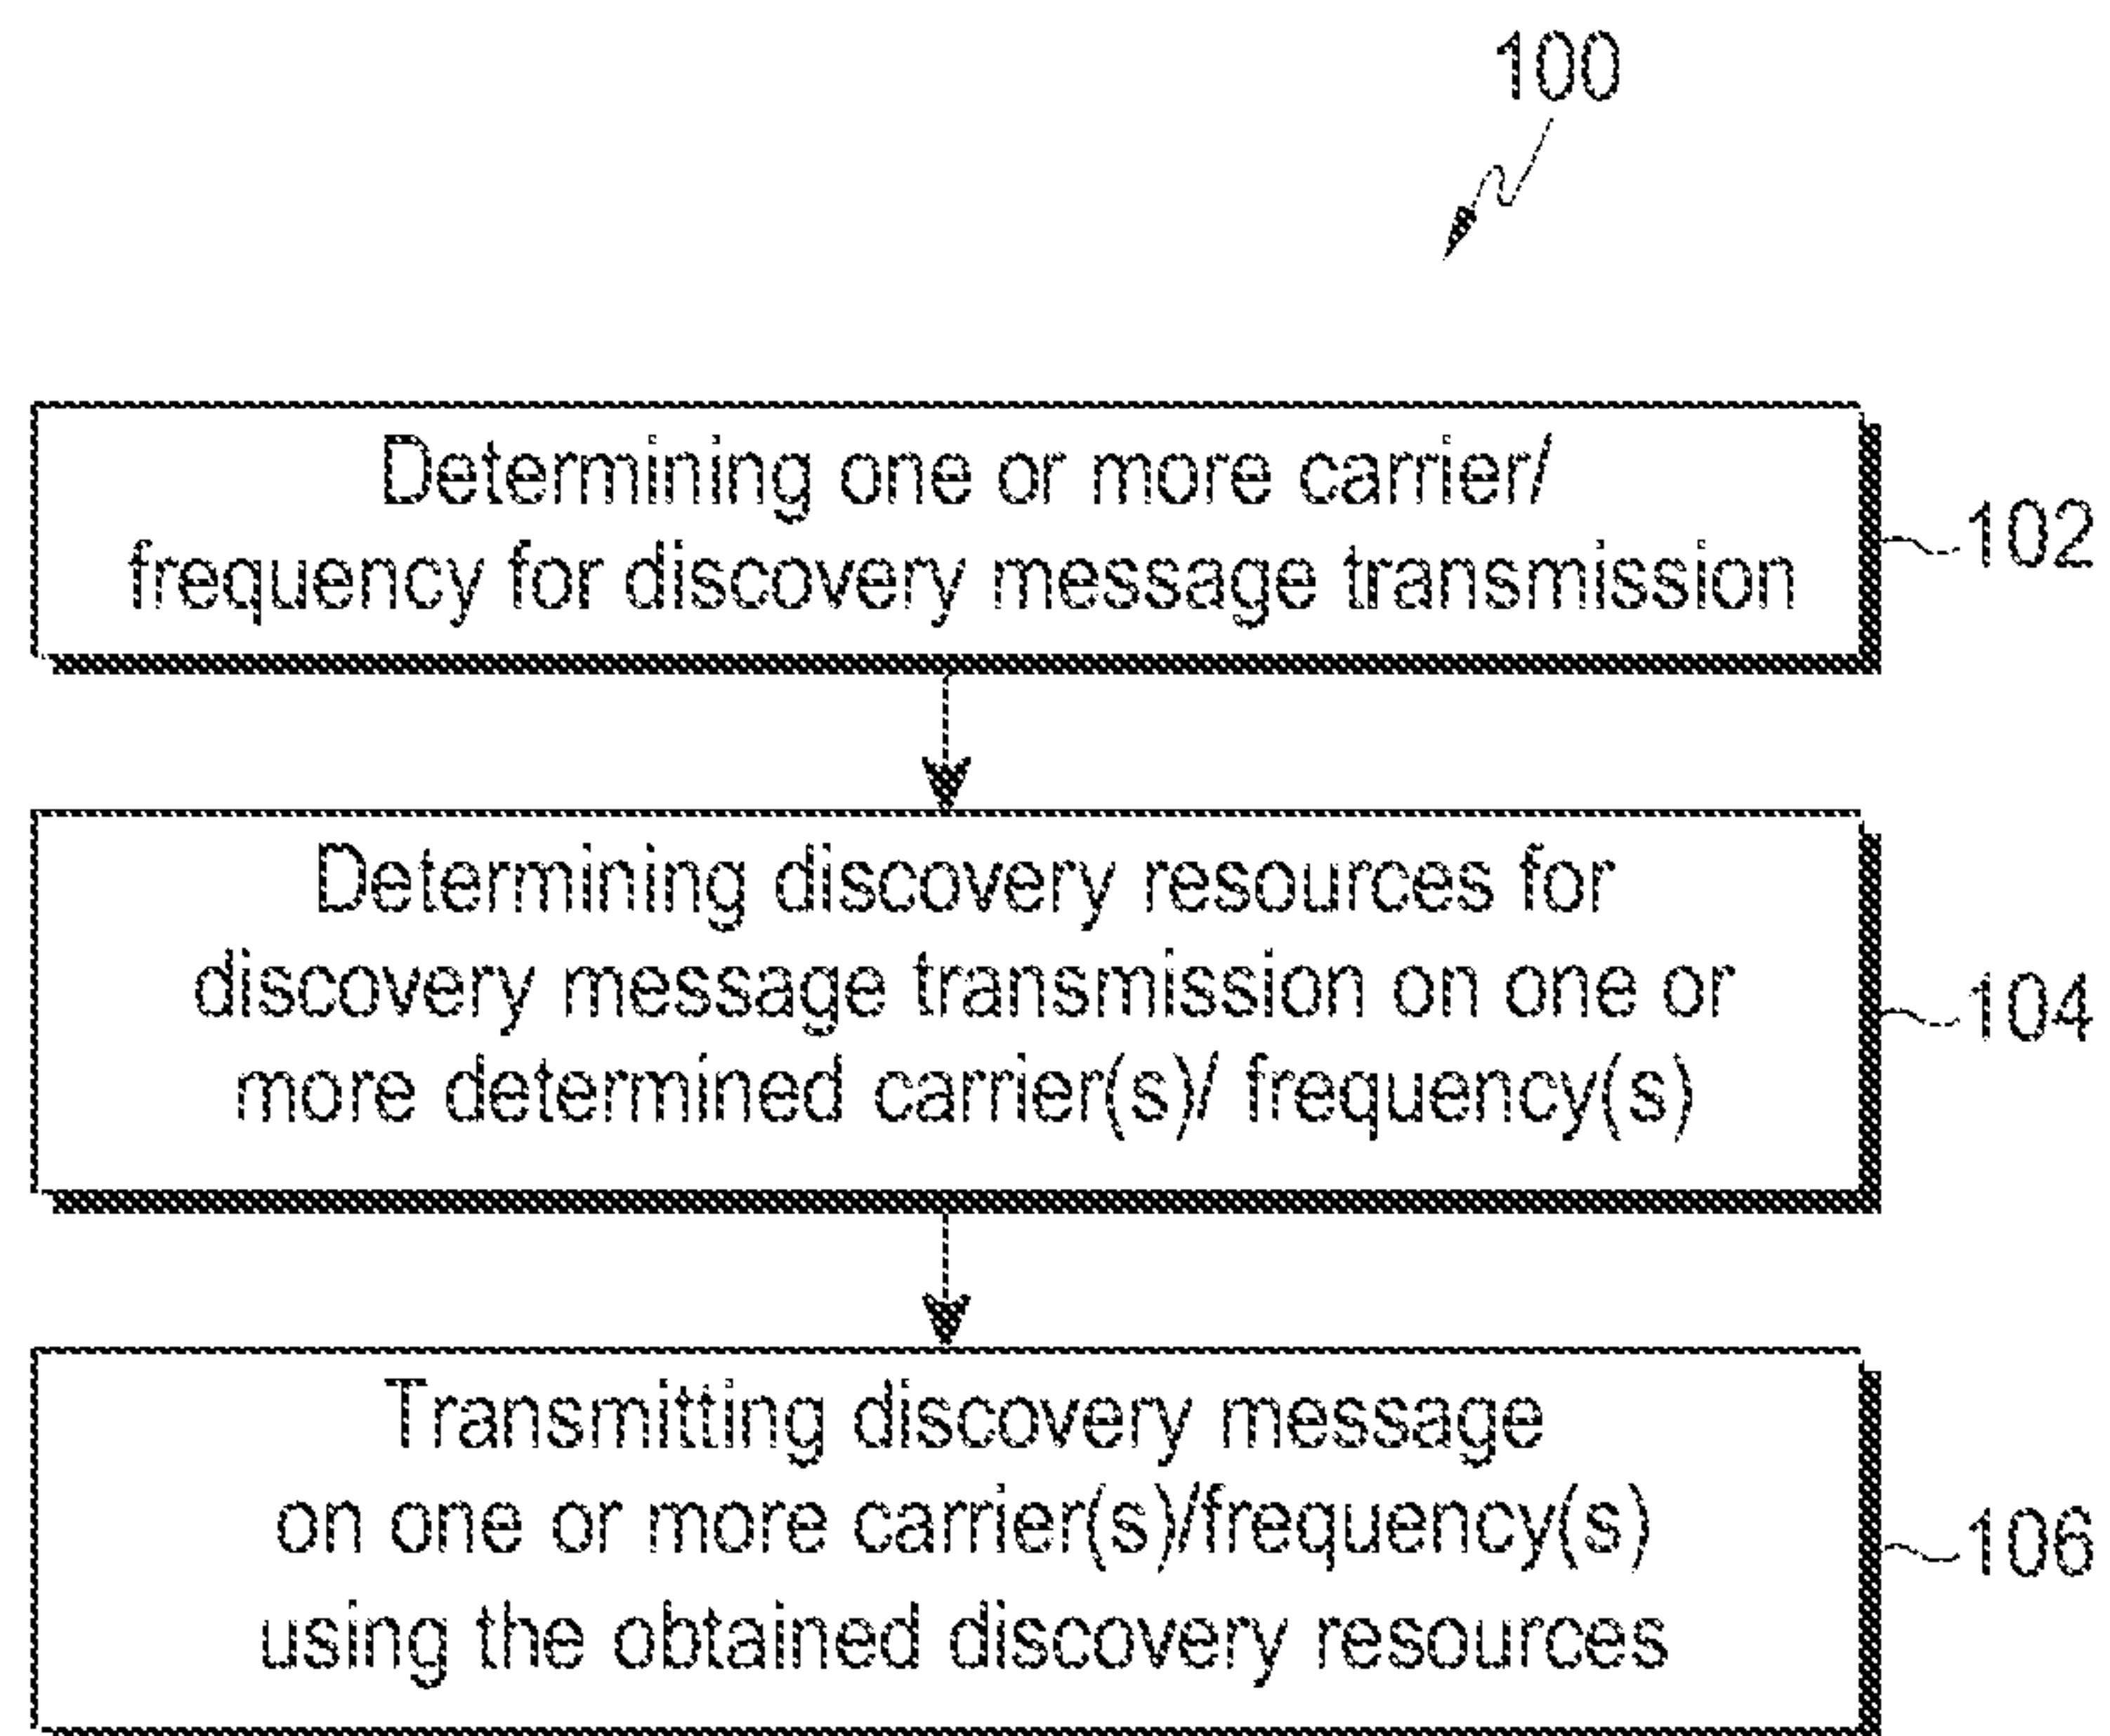 100
Determining one or more carrier/
frequency for discovery message transmission
102
Determining discovery resources for
discovery message transmission on one or
more determined carrier(s)/ frequency(s)
104
Transmitting discovery message
on one or more carrier(s)/frequency(s)
using the obtained discovery resources
106